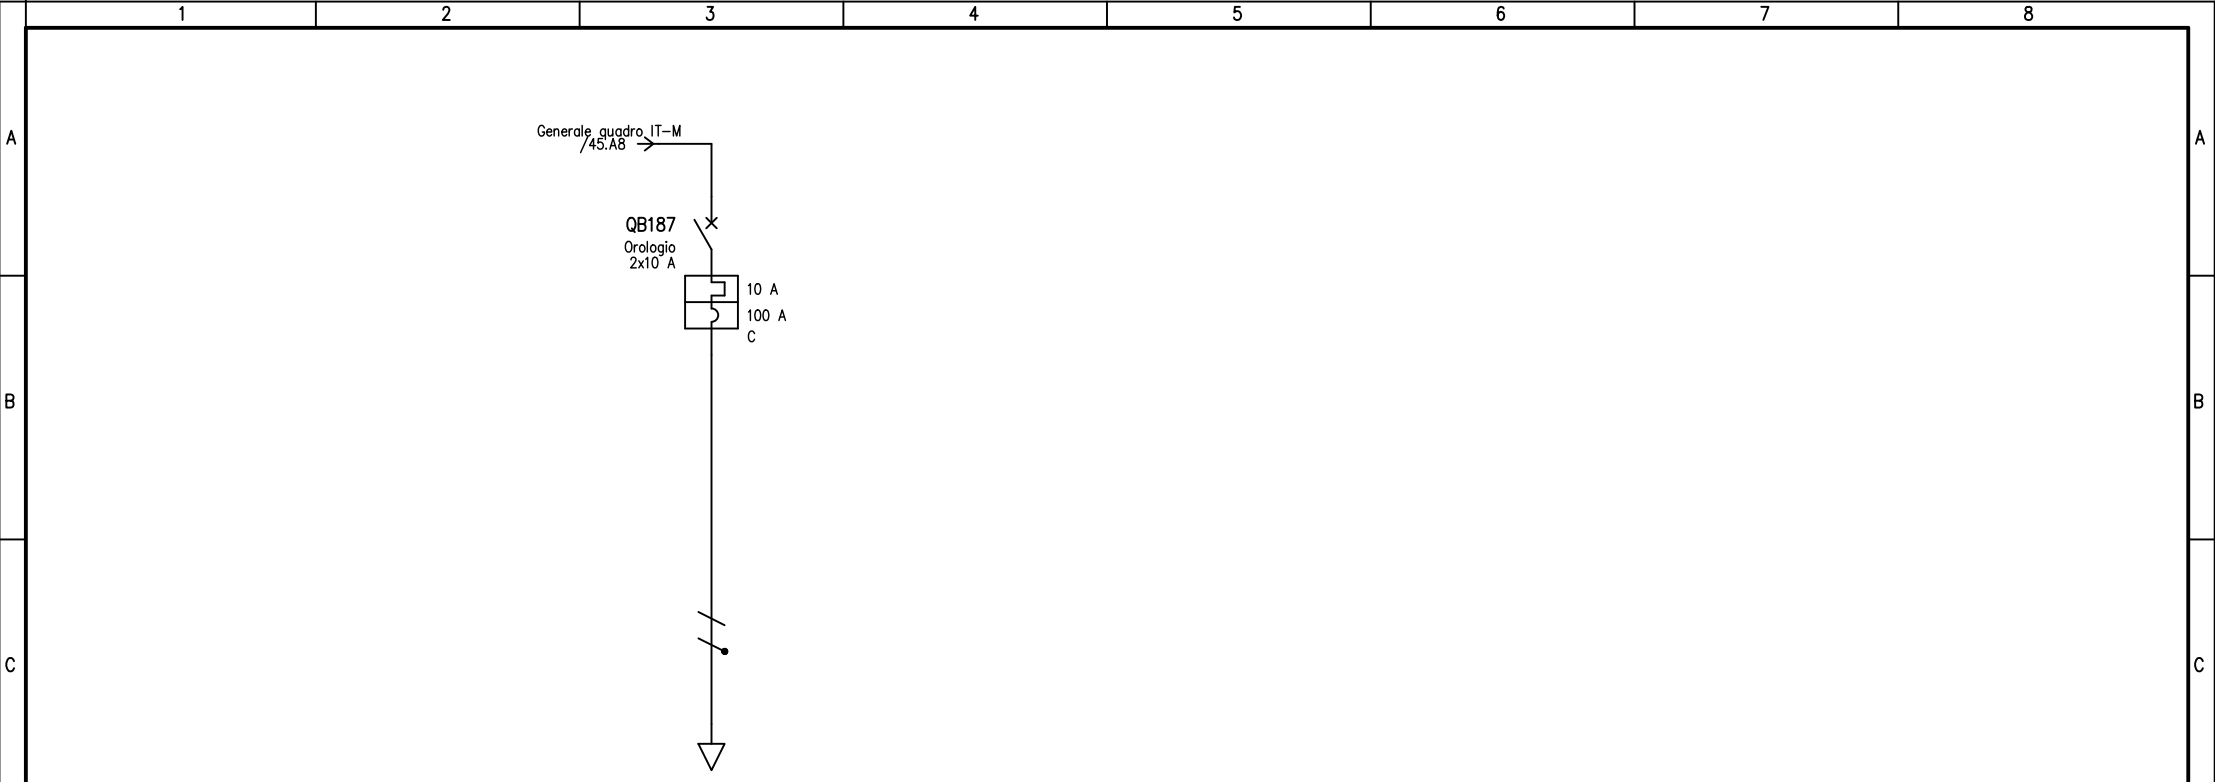 1 2 3 4 5 6 7 8
A A
Generale quadro IT-M
/45.A8
QB187
Orologio
2x10 A
10 A
100 A
C
B B
C C